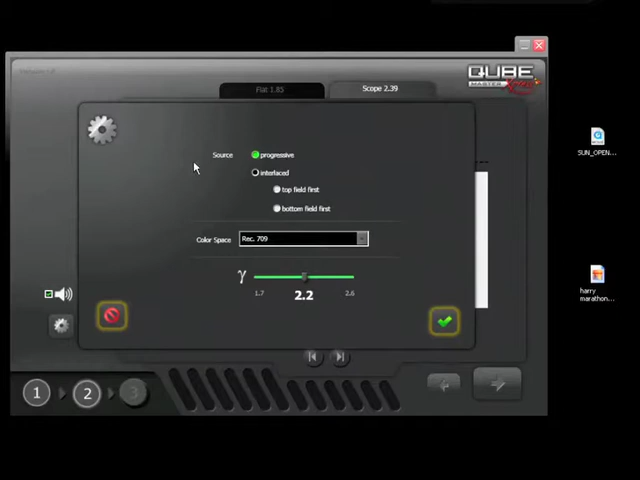 QUBE
MASTER Xport
Flat 1.85
Scope 2.39
Source
progressive
interlaced
top field first
bottom field first
Color Space
Rec. 709
γ
1.7
2.2
2.6
1
2
3
SUN_OPEN...
harry
marathon...